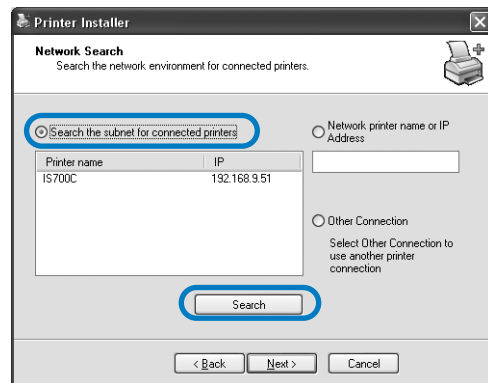 Printer Installer
Network Search
Search the network environment for connected printers.
Search the subnet for connected printers
Printer name IP
IS700C 192.168.9.51
Network printer name or IP
Address
Other Connection
Select Other Connection to
use another printer
connection
Search
< Back Next > Cancel